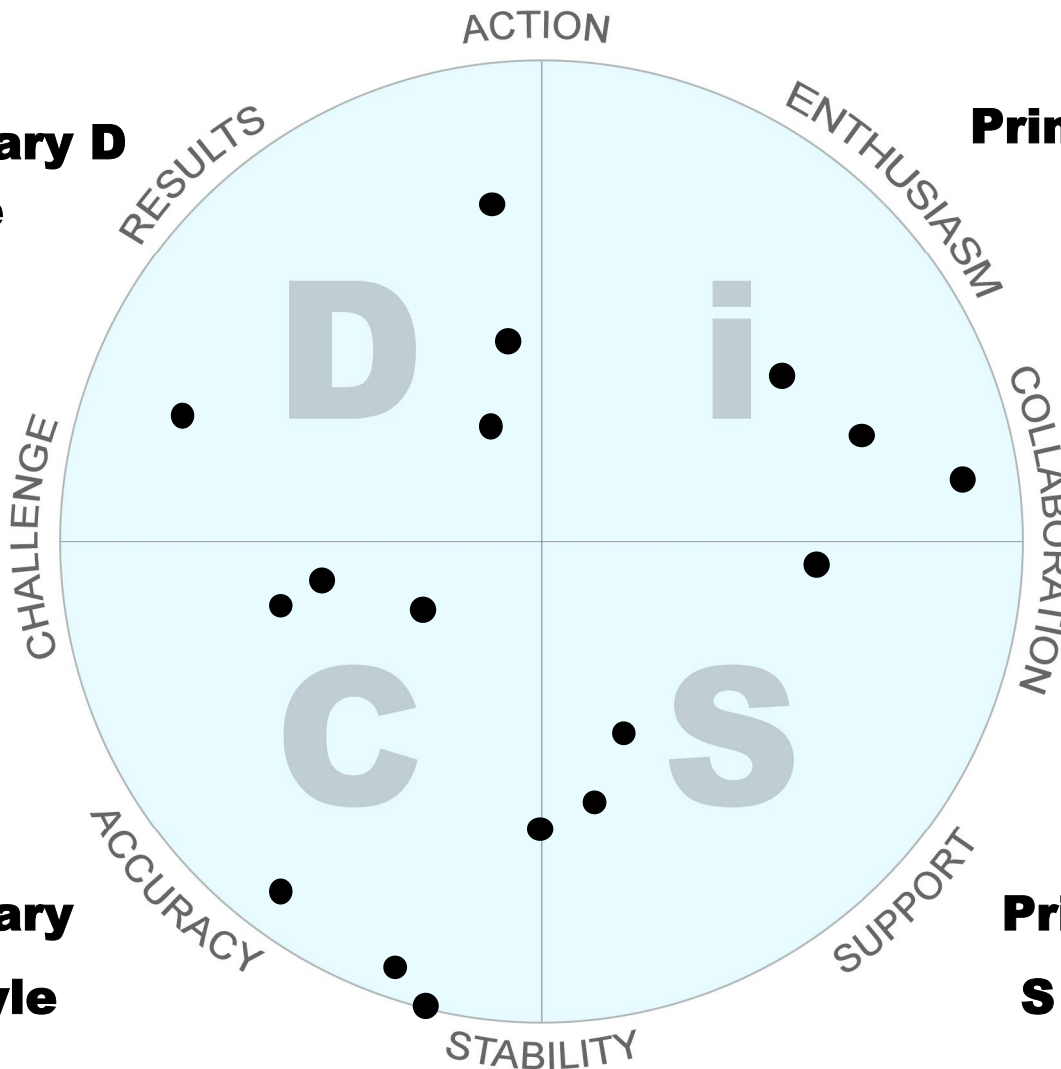 ACTION
RESULTS
ENTHUSIASM
ary D
Prin
D
i
CHALLENGE
COLLABORATION
C
S
ACCURACY
SUPPORT
ary
Pri
yle
S
STABILITY